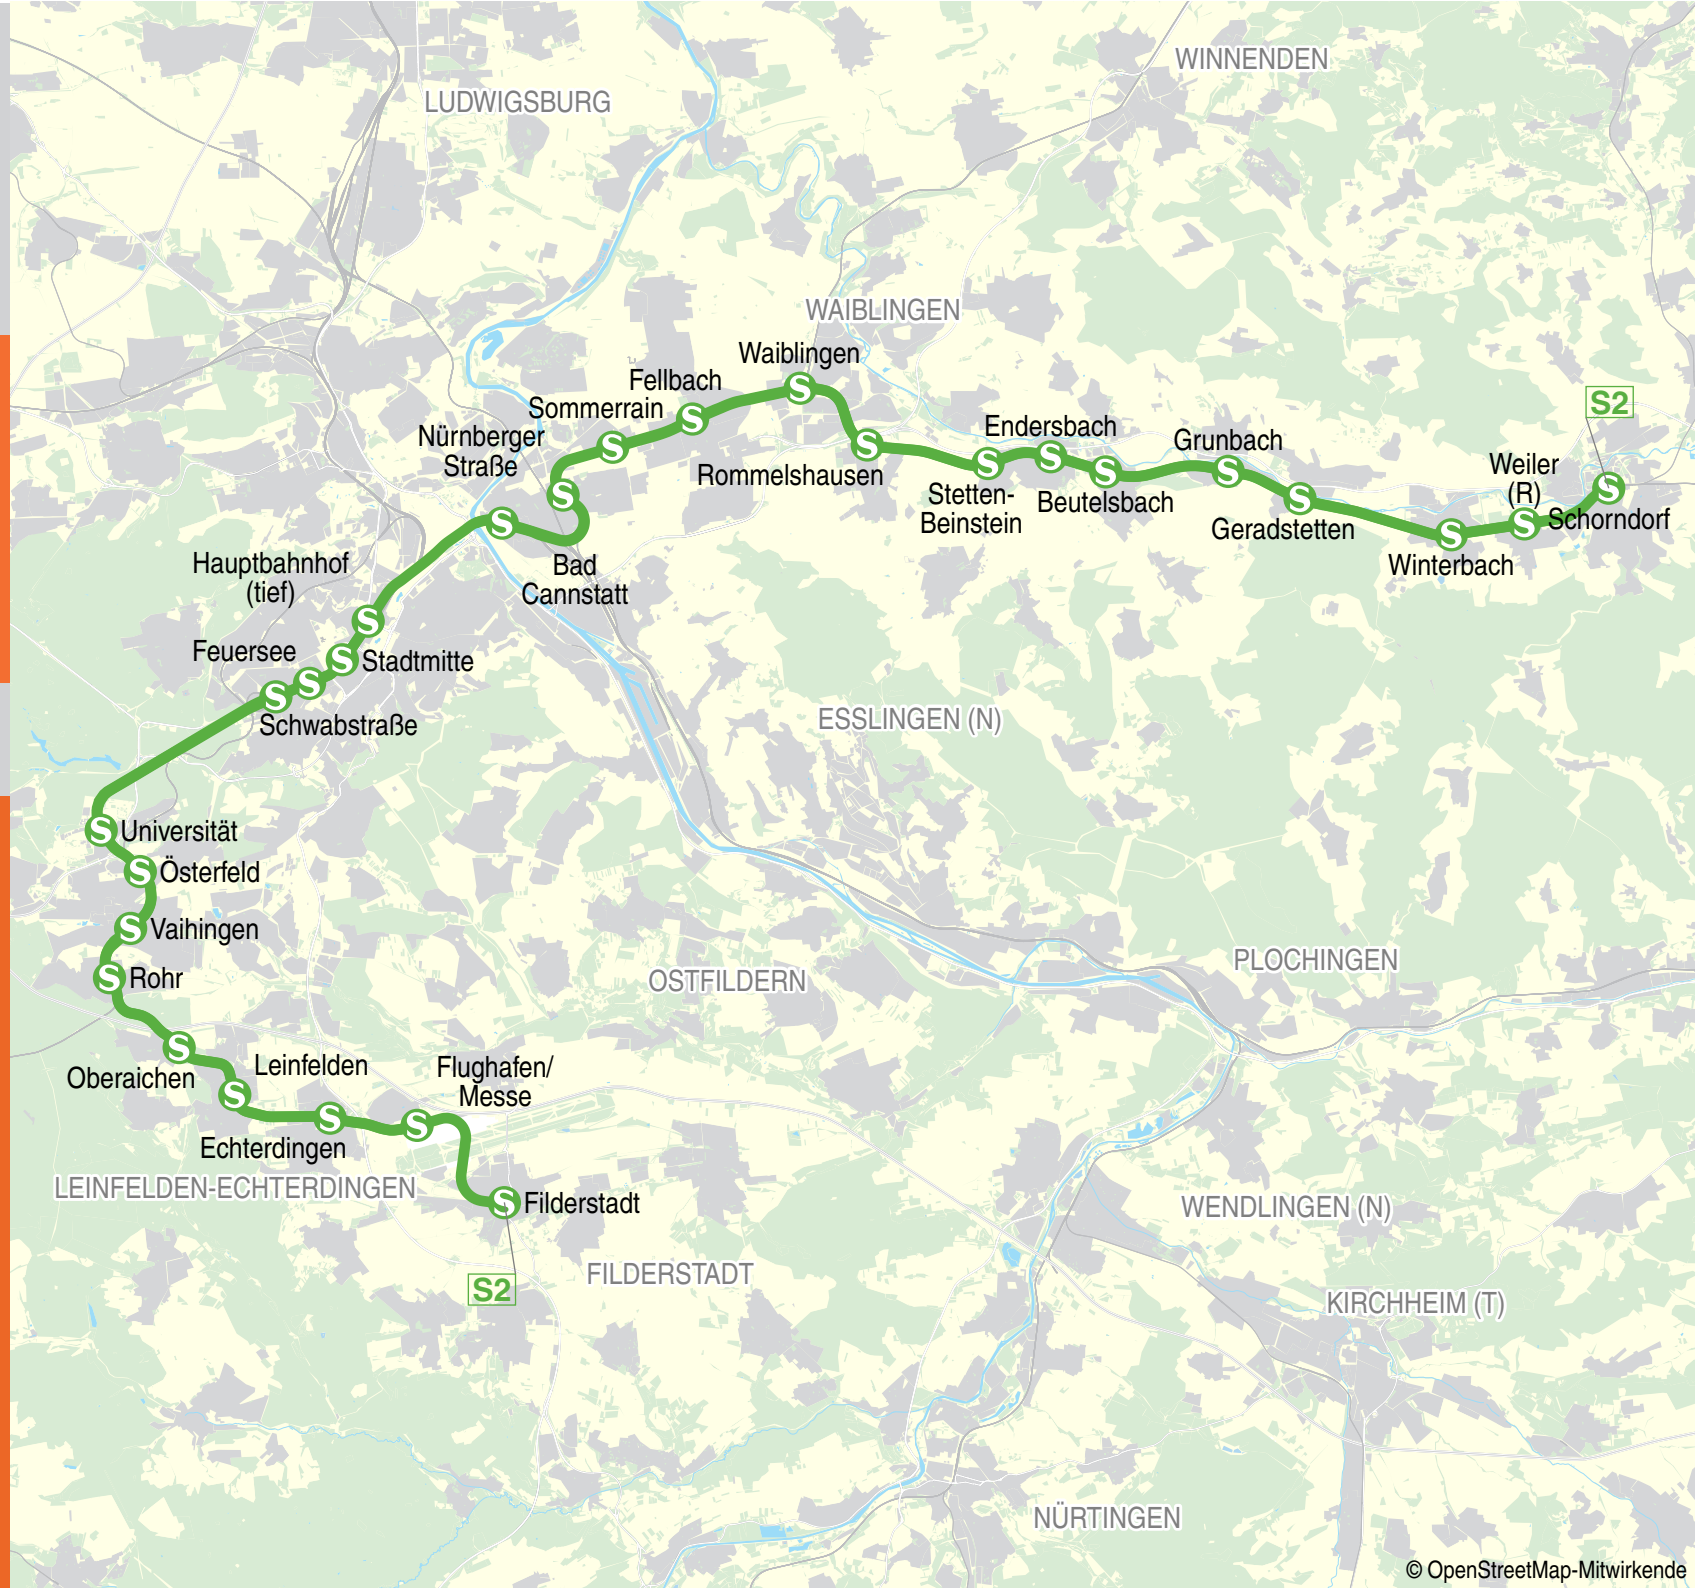 WINNENDEN
LUDWIGSBURG
WAIBLINGEN
Waiblingen
Fellbach
Sommerrain
Nürnberger
Straße
S2
Endersbach
Grunbach
Weiler
(R)
Rommelshausen
Stetten-
Beinstein
Beutelsbach
Geradstetten
Schorndorf
Winterbach
Hauptbahnhof
(tief)
Bad
Cannstatt
Feuersee
Stadtmitte
Schwabstraße
ESSLINGEN (N)
Universität
Österfeld
Vaihingen
Rohr
OSTFILDERN
PLOCHINGEN
Oberaichen
Leinfelden
Flughafen/
Messe
Echterdingen
LEINFELDEN-ECHTERDINGEN
Filderstadt
WENDLINGEN (N)
FILDERSTADT
S2
KIRCHHEIM (T)
NÜRTINGEN
© OpenStreetMap-Mitwirkende